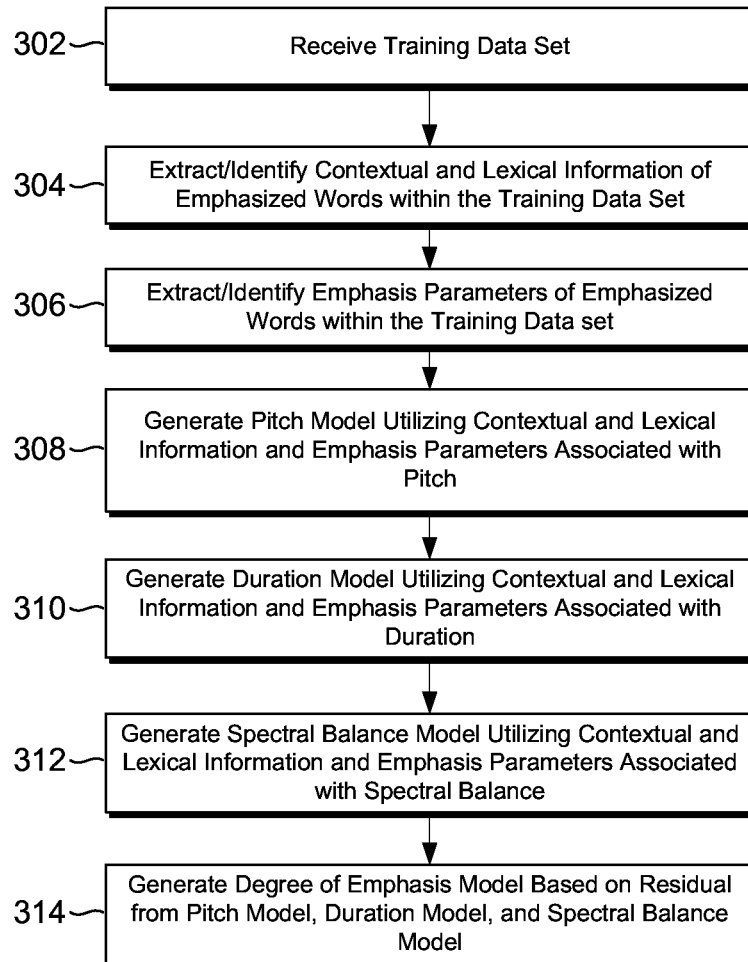 302
Receive Training Data Set
304
Extract/Identify Contextual and Lexical Information of
Emphasized Words within the Training Data Set
306
Extract/Identify Emphasis Parameters of Emphasized
Words within the Training Data set
308
Generate Pitch Model Utilizing Contextual and Lexical
Information and Emphasis Parameters Associated with
Pitch
310
Generate Duration Model Utilizing Contextual and Lexical
Information and Emphasis Parameters Associated with
Duration
312
Generate Spectral Balance Model Utilizing Contextual and
Lexical Information and Emphasis Parameters Associated
with Spectral Balance
314
Generate Degree of Emphasis Model Based on Residual
from Pitch Model, Duration Model, and Spectral Balance
Model